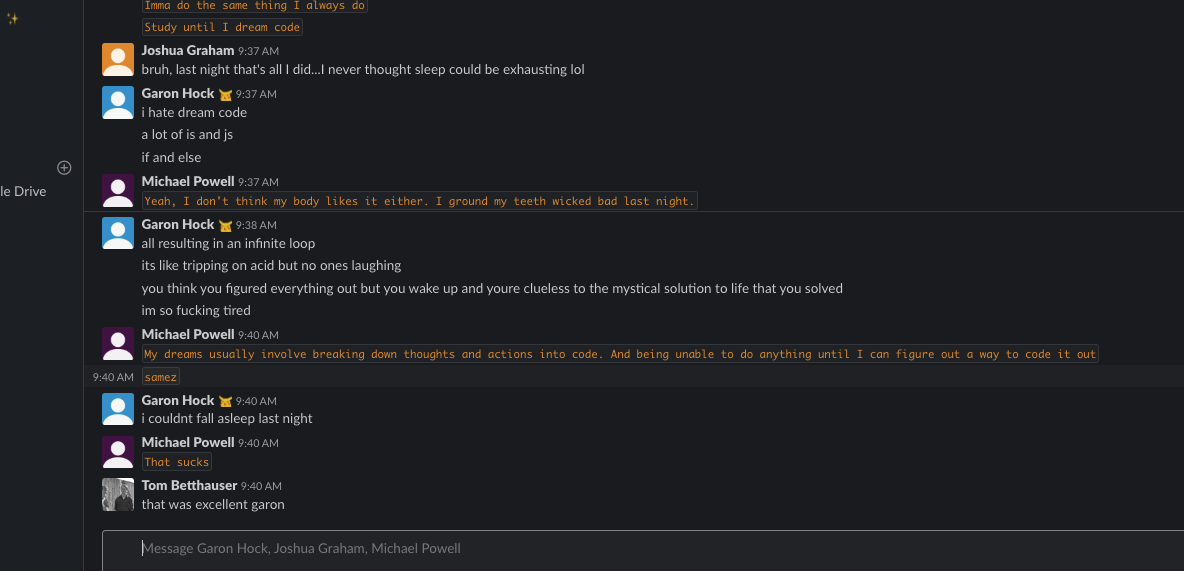 Imma do the same thing I always do
Study until I dream code
Joshua Graham 9:37 AM
bruh, last night that's all I did...I never thought sleep could be exhausting lol
Garon Hock 9:37 AM
i hate dream code
a lot of is and js
if and else
le Drive
Michael Powell 9:37 AM
Yeah, I don't think my body likes it either. I ground my teeth wicked bad last night.
Garon Hock 9:38 AM
all resulting in an infinite loop
its like tripping on acid but no ones laughing
you think you figured everything out but you wake up and youre clueless to the mystical solution to life that you solved
im so fucking tired
Michael Powell 9:40 AM
My dreams usually involve breaking down thoughts and actions into code. And being unable to do anything until I can figure out a way to code it out
9:40 AM samez
Garon Hock 9:40 AM
i couldnt fall asleep last night
Michael Powell 9:40 AM
That sucks
Tom Betthauser 9:40 AM
that was excellent garon
Message Garon Hock, Joshua Graham, Michael Powell